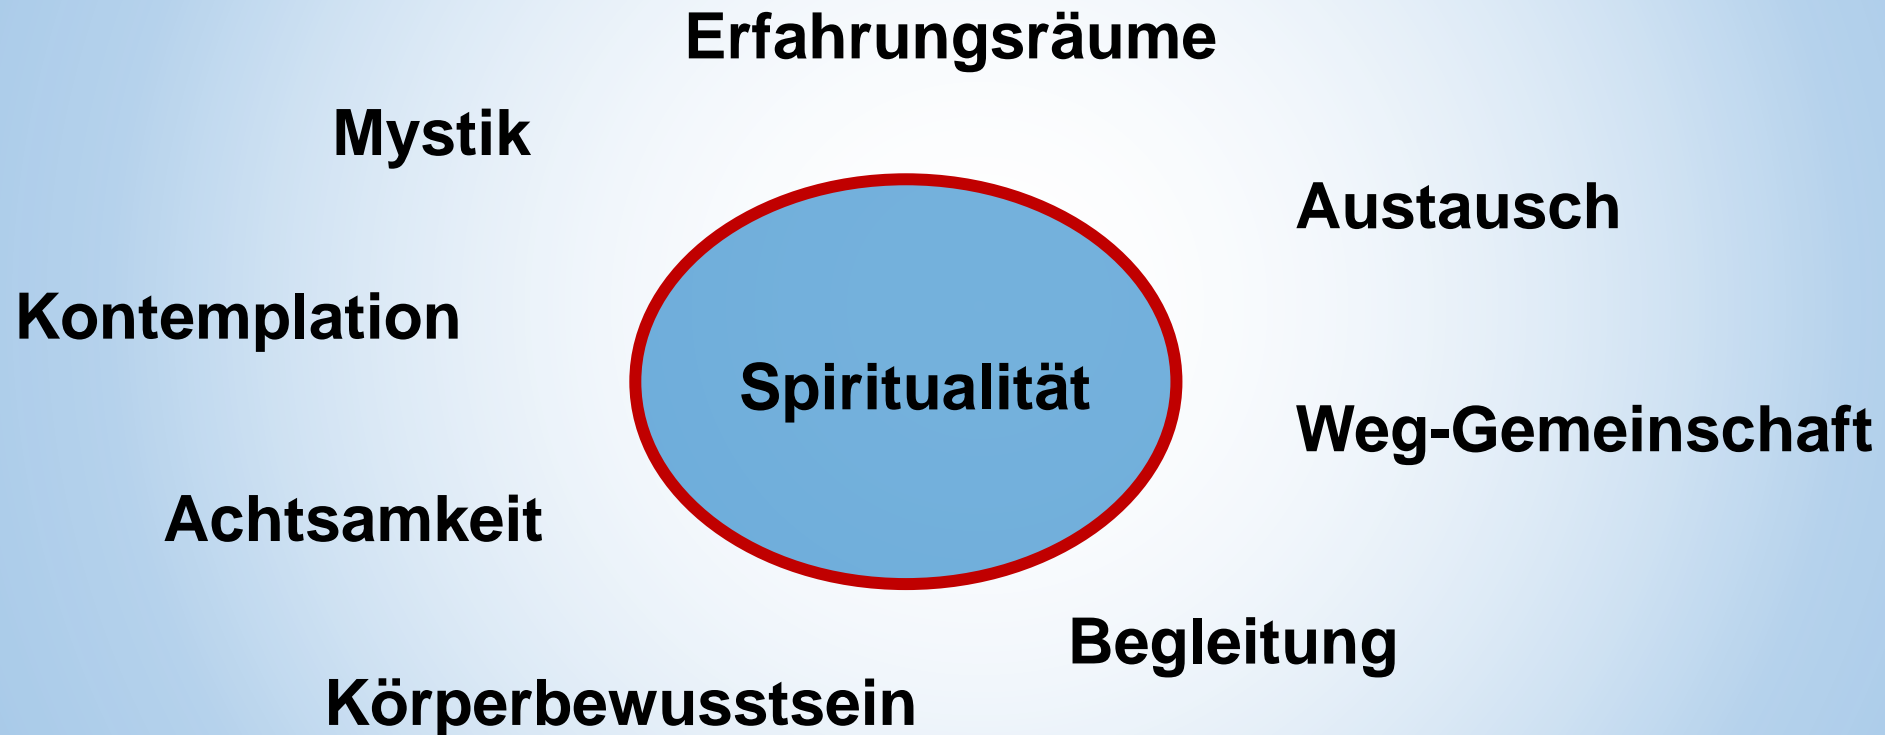 Erfahrungsräume
Mystik
Austausch
Kontemplation
Spiritualität
Weg-Gemeinschaft
Achtsamkeit
Begleitung
Körperbewusstsein